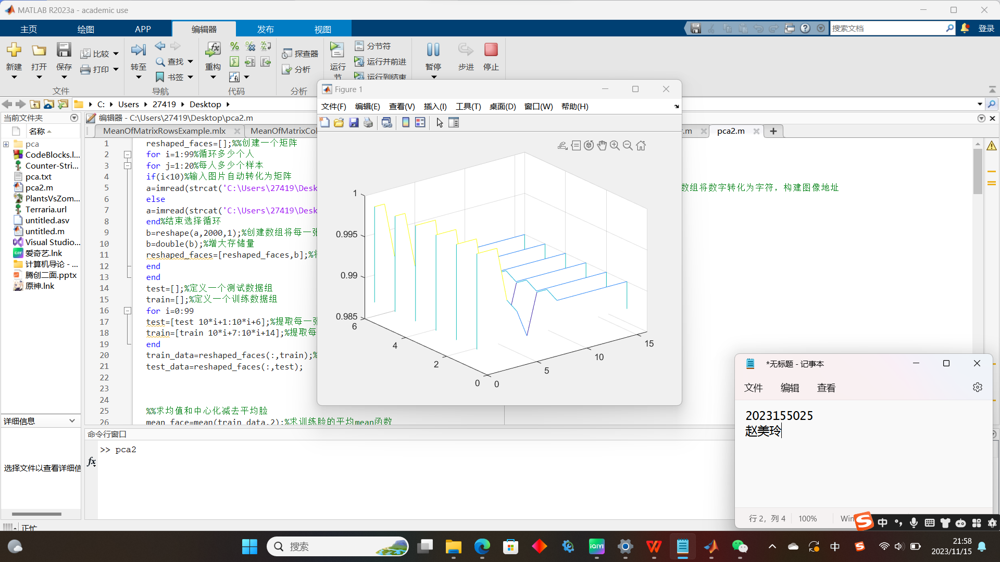 MATLAB R2023a - academic use
主页 绘图 APP 编辑器 发布 视图
搜索文档 登录
新建 打开 保存 比较 打印 转至 查找 书签 重构 探查器 分析 运行节 分节符 运行并前进 运行到结束 暂停 步进 停止
文件 导航 代码 分析
C: Users 27419 Desktop
当前文件夹
名称
pca
CodeBlocks.l...
Counter-Stri...
pca.txt
pca2.m
PlantsVsZom...
Terraria.url
untitled.asv
untitled.m
Visual Studio...
爱奇艺.lnk
计算机导论 - ...
腾创二面.pptx
原神.lnk
详细信息
选择文件以查看详细信
编辑器 - C:\Users\27419\Desktop\pca2.m
MeanOfMatrixRowsExample.mlx MeanOfMatrixCol r.m pca2.m
1 reshaped_faces=[];%%创建一个矩阵
2 for i=1:99%循环多少个人
3 for j=1:20%每人多少个样本
4 if(i<10)%输入图片自动转化为矩阵
5 a=imread(strcat('C:\Users\27419\Desk 数组将数字转化为字符，构建图像地址
6 else
7 a=imread(strcat('C:\Users\27419\Desk
8 end%结束选择循环
9 b=reshape(a,2000,1);%创建数组将每一张
10 b=double(b);%增大存储量
11 reshaped_faces=[reshaped_faces,b];%
12 end
13 end
14 test=[];%定义一个测试数据组
15 train=[];%定义一个训练数据组
16 for i=0:99
17 test=[test 10*i+1:10*i+6];%提取每一张
18 train=[train 10*i+7:10*i+14];%提取每
19 end
20 train_data=reshaped_faces(:,train);%
21 test_data=reshaped_faces(:,test);
22
23
24
25 %%求均值和中心化减去平均脸
26 mean_face=mean(train_data,2);%求训练脸的平均mean函数
命令行窗口
>> pca2
fx
正忙
Figure 1
文件(F) 编辑(E) 查看(V) 插入(I) 工具(T) 桌面(D) 窗口(W) 帮助(H)
1
0.995
0.99
0.985
6
4
2
0
0
5
10
15
*无标题 - 记事本
文件 编辑 查看
2023155025
赵美玲
行 2，列 4 100% Win
中
搜索
iQIYI
中
21:58
2023/11/15